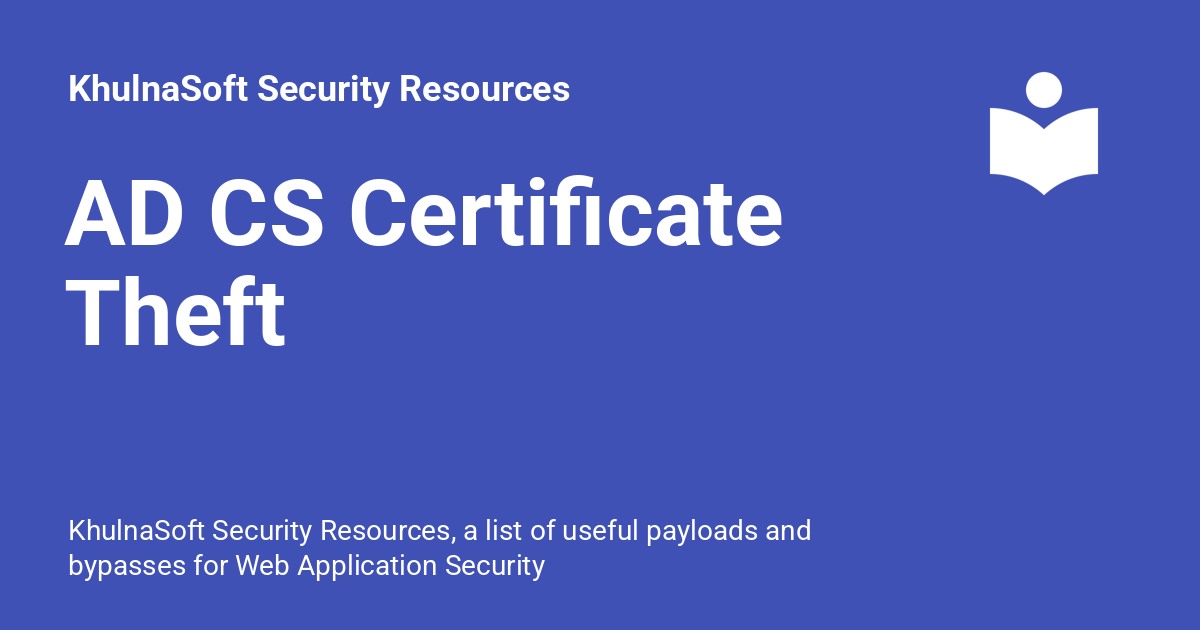 KhulnaSoft Security Resources
AD CS Certificate
Theft
KhulnaSoft Security Resources, a list of useful payloads and
bypasses for Web Application Security